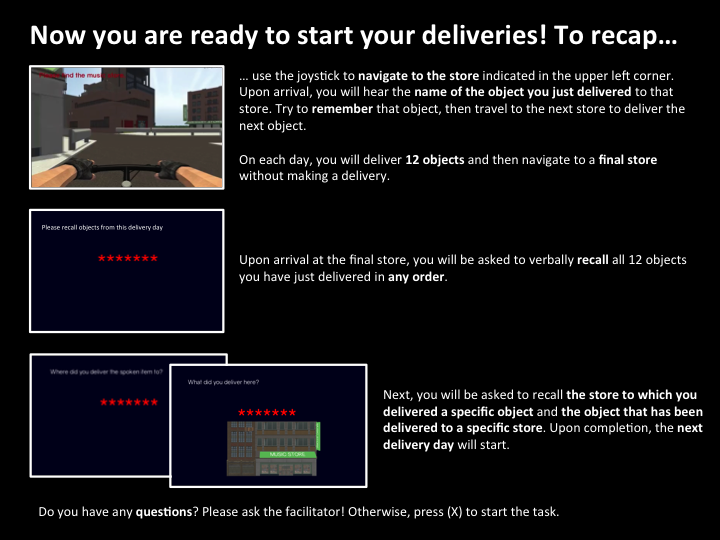 Now you are ready to start your deliveries! To recap...
find the music
... use the joystick to navigate to the store indicated in the upper left corner.
Upon arrival, you will hear the name of the object you just delivered to that
store. Try to remember that object, then travel to the next store to deliver the
next object.
On each day, you will deliver 12 objects and then navigate to a final store
without making a delivery.
Please recall objects from this delivery day
*******
Upon arrival at the final store, you will be asked to verbally recall all 12 objects
you have just delivered in any order.
Where did you deliver the spoken item to?
*******
What did you deliver here?
*******
MUSIC STORE
Next, you will be asked to recall the store to which you
delivered a specific object and the object that has been
delivered to a specific store. Upon completion, the next
delivery day will start.
Do you have any questions? Please ask the facilitator! Otherwise, press (X) to start the task.